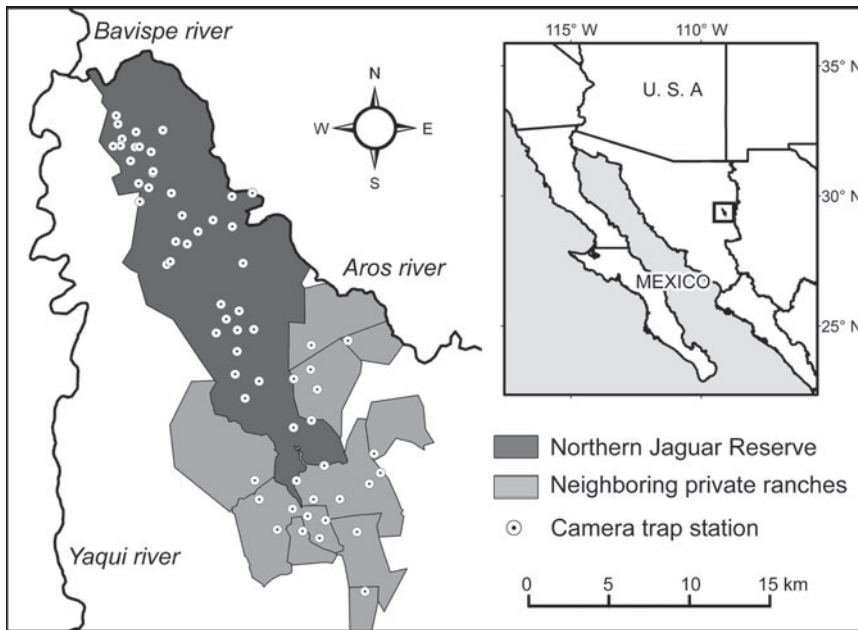 Bavispe river
N
W
E
S
Aros river
Yaqui river
115° W
110° W
35° N
U. S. A
30° N
MEXICO
25° N
Northern Jaguar Reserve
Neighboring private ranches
Camera trap station
0
5
10
15 km